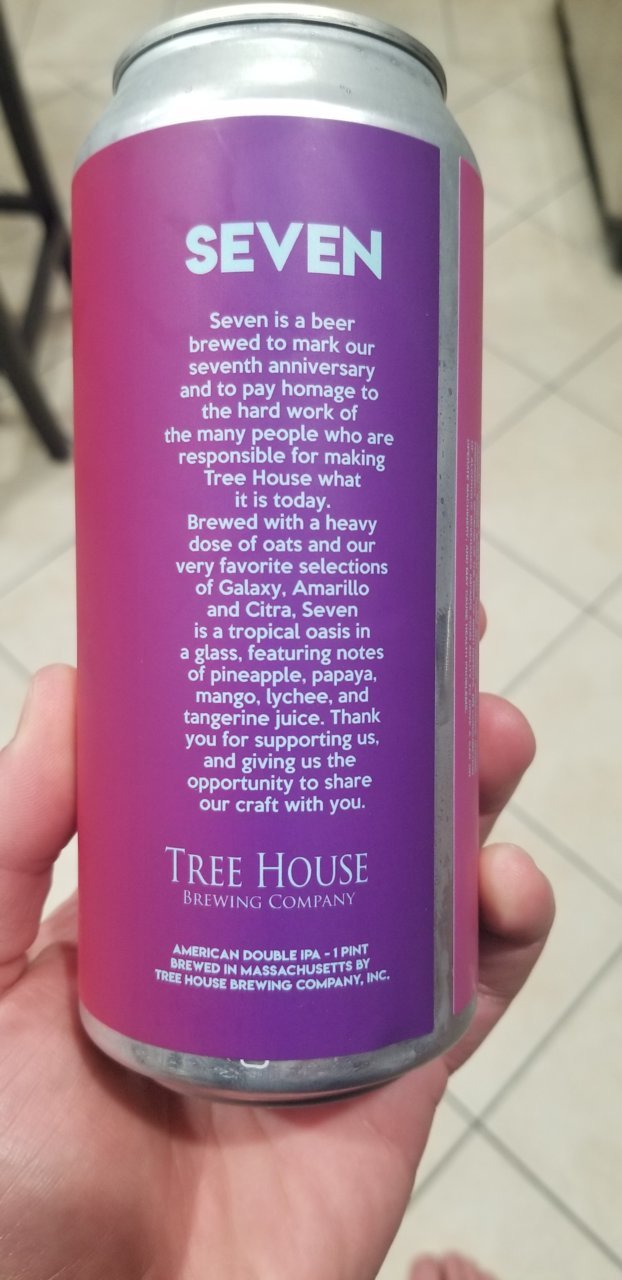 SEVEN
Seven is a beer
brewed to mark our
seventh anniversary
and to pay homage to
the hard work of
the many people who are
responsible for making
Tree House what
it is today.
Brewed with a heavy
dose of oats and our
very favorite selections
of Galaxy, Amarillo
and Citra, Seven
is a tropical oasis in
a glass, featuring notes
of pineapple, papaya,
mango, lychee, and
tangerine juice. Thank
you for supporting us,
and giving us the
opportunity to share
our craft with you.
TREE HOUSE
BREWING COMPANY
AMERICAN DOUBLE IPA - 1 PINT
BREWED IN MASSACHUSETTS BY
TREE HOUSE BREWING COMPANY, INC.